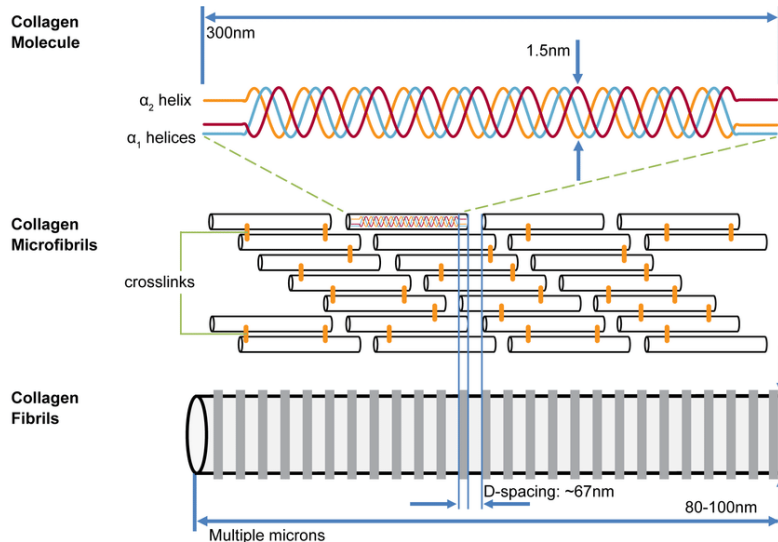 Collagen
Molecule
300nm
1.5nm
α₂ helix
α₁ helices
Collagen
Microfibrils
crosslinks
Collagen
Fibrils
D-spacing: ~67nm
80-100nm
Multiple microns